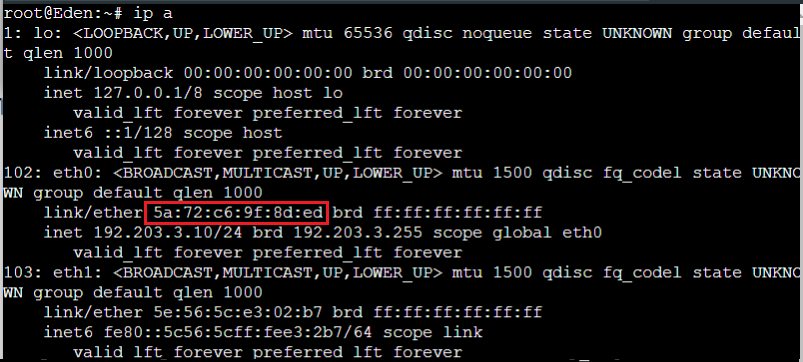 root@Eden:~# ip a
1: lo: <LOOPBACK,UP,LOWER_UP> mtu 65536 qdisc noqueue state UNKNOWN group defaul
t qlen 1000
link/loopback 00:00:00:00:00:00 brd 00:00:00:00:00:00
inet 127.0.0.1/8 scope host lo
valid_lft forever preferred_lft forever
inet6 ::1/128 scope host
valid_lft forever preferred_lft forever
102: eth0: <BROADCAST,MULTICAST,UP,LOWER_UP> mtu 1500 qdisc fq_codel state UNKNO
WN group default qlen 1000
link/ether 5a:72:c6:9f:8d:ed brd ff:ff:ff:ff:ff:ff
inet 192.203.3.10/24 brd 192.203.3.255 scope global eth0
valid_lft forever preferred_lft forever
103: eth1: <BROADCAST,MULTICAST,UP,LOWER_UP> mtu 1500 qdisc fq_codel state UNKNO
WN group default qlen 1000
link/ether 5e:56:5c:e3:02:b7 brd ff:ff:ff:ff:ff:ff
inet6 fe80::5c56:5cff:fee3:2b7/64 scope link
valid_lft forever preferred_lft forever